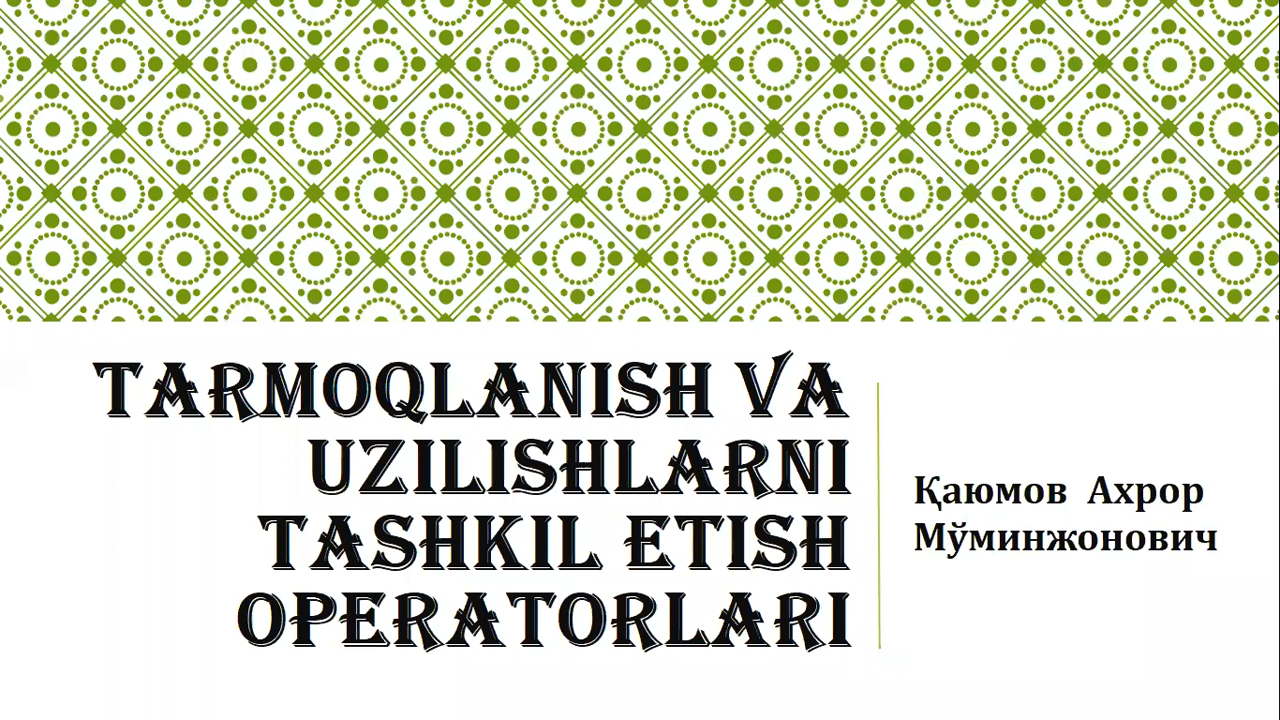 TARMOQLANISH VA
UZILISHLARNI
TASHKIL ETISH
OPERATORLARI
Қаюмов Ахрор
Мўминжонович